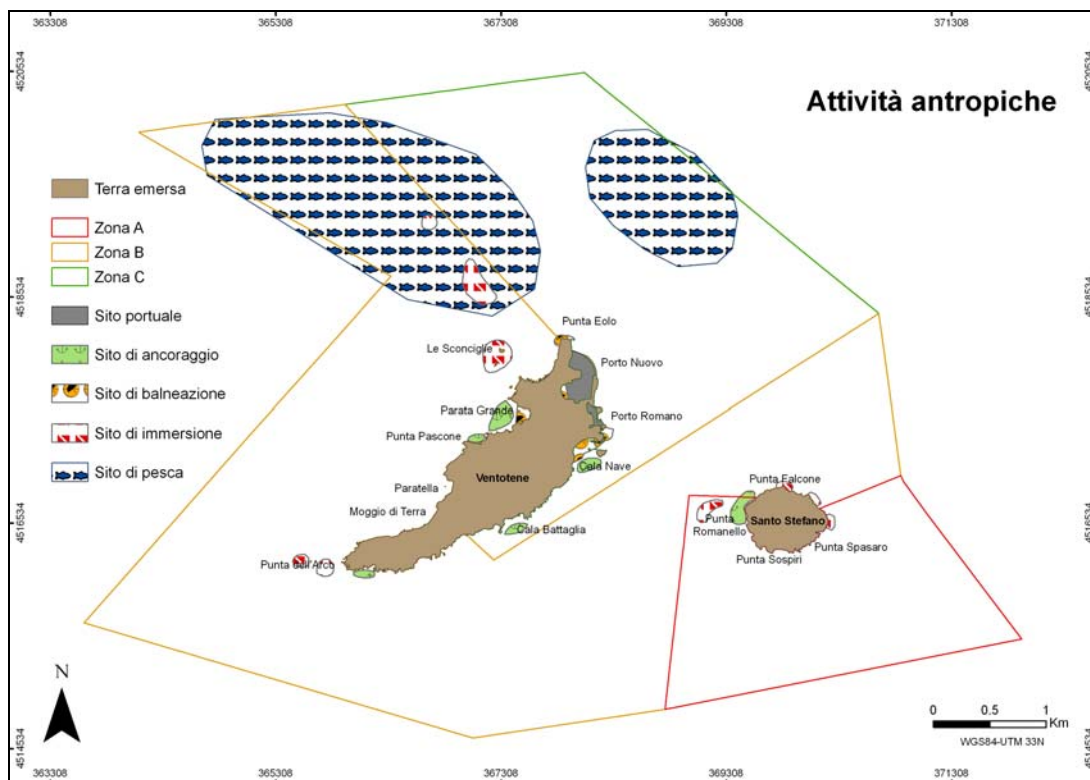 363308 365308 367308 369308 371308
4520534 4520534
Attività antropiche
Terra emersa
Zona A
Zona B
Zona C
4518534 4518534
Sito portuale
Sito di ancoraggio
Sito di balneazione
Sito di immersione
Sito di pesca
Punta Eolo
Le Sconciglie
Porto Nuovo
Parata Grande
Porto Romano
Punta Pascone
Cala Nave
Ventotene
Paratella
Punta Falcone
Moggio di Terra
4516534 4516534
Cala Battaglia
Punta
Romanello
Santo Stefano
Punta Spasaro
Punta Sospiri
Punta dell'Arco
N
0 0.5 1
Km
WGS84-UTM 33N
4514534 4514534
363308 365308 367308 369308 371308